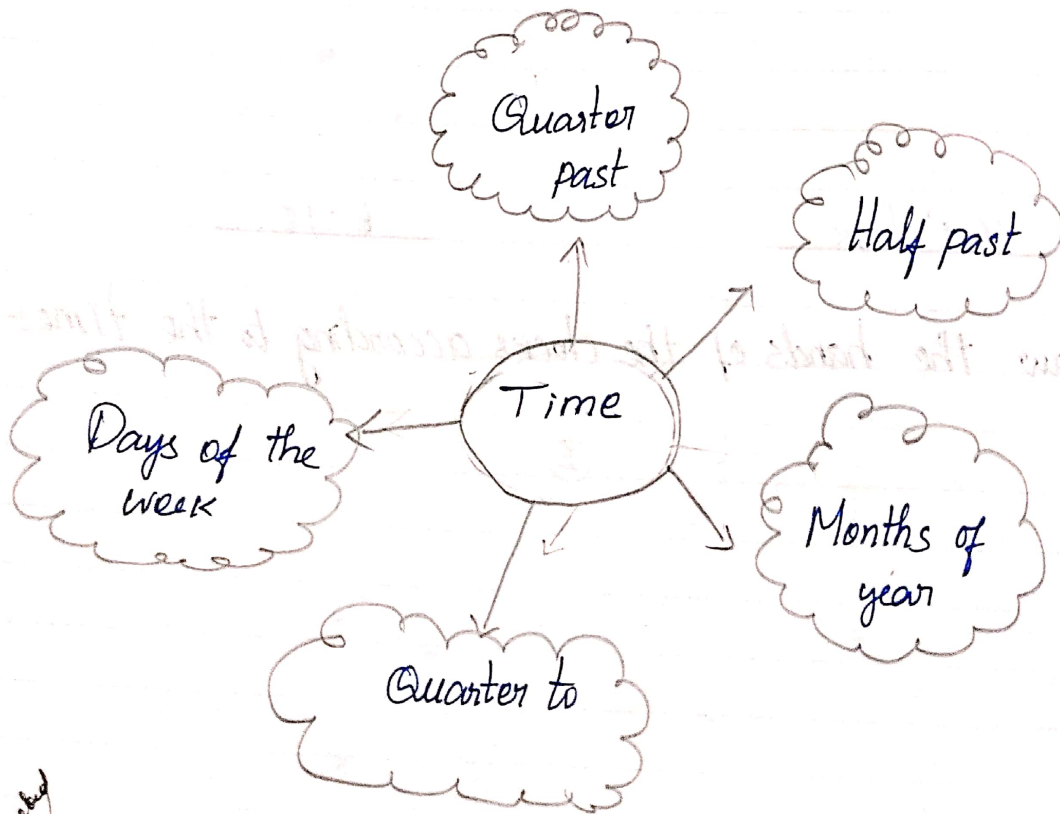 Quarter
past
Half past
Time
Days of the
week
Months of
year
Quarter to